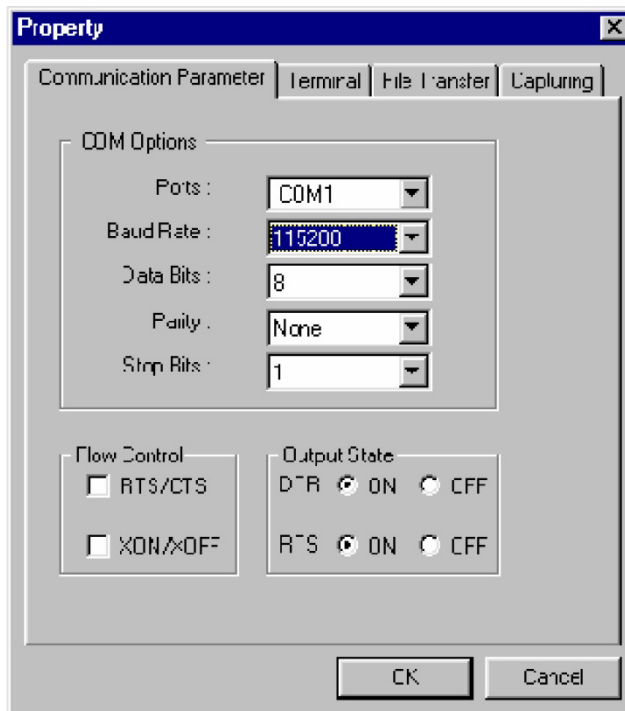 Property
Communication Parameter Terminal File Transfer Capturing
COM Options
Ports : COM1
Baud Rate : 115200
Data Bits : 8
Parity : None
Stop Bits : 1
Flow Control
RTS/CTS
XON/XOFF
Output State
DTR ON OFF
RTS ON OFF
OK Cancel